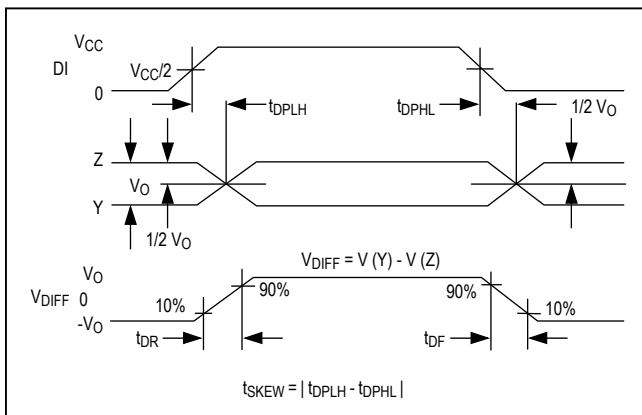 VCC
DI
VCC/2
0
tDPLH
tDPHL
1/2 VO
Z
VO
Y
1/2 VO
VDIFF = V (Y) - V (Z)
VO
VDIFF 0
-VO
10%
90%
90%
10%
tDR
tDF
tSKEW = | tDPLH - tDPHL |